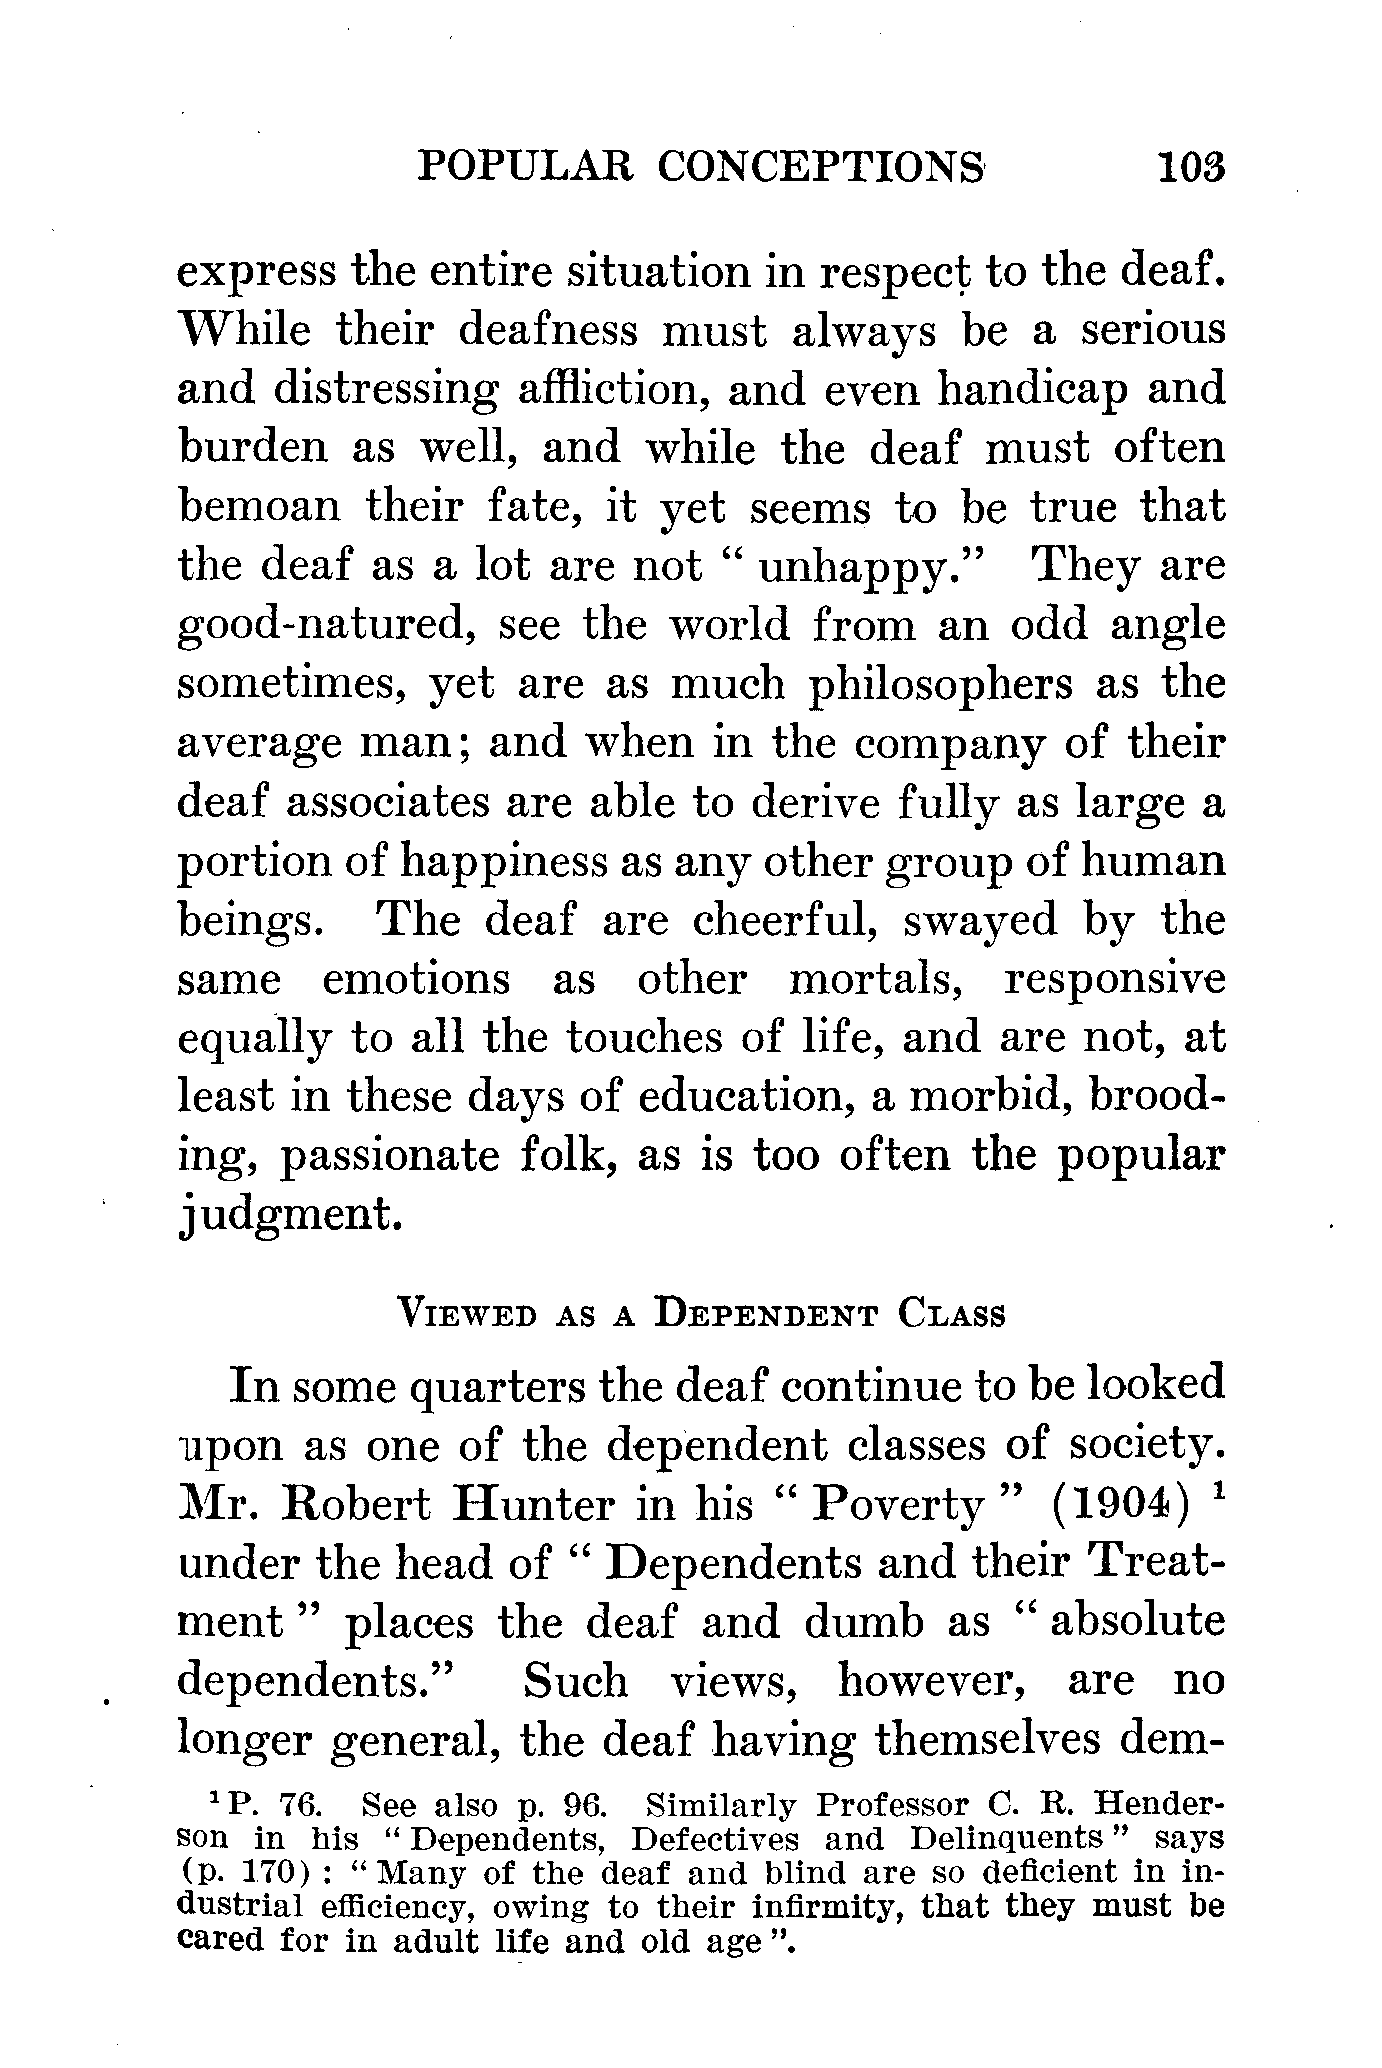 POPULAR CONCEPTIONS 103
express the entire situation in respect to the deaf.
While their deafness must always be a serious
and distressing affliction, and even handicap and
burden as well, and while the deaf must often
bemoan their fate, it yet seems to be true that
the deaf as a lot are not “ unhappy.” They are
good-natured, see the world from an odd angle
sometimes, yet are as much philosophers as the
average man; and when in the company of their
deaf associates are able to derive fully as large a
portion of happiness as any other group of human
beings. The deaf are cheerful, swayed by the
same emotions as other mortals, responsive
equally to all the touches of life, and are not, at
least in these days of education, a morbid, brood-
ing, passionate folk, as is too often the popular
judgment.
VIEWED AS A DEPENDENT CLASS
In some quarters the deaf continue to be looked
upon as one of the dependent classes of society.
Mr. Robert Hunter in his “ Poverty ” (1904) ¹
under the head of “ Dependents and their Treat-
ment ” places the deaf and dumb as “ absolute
dependents.” Such views, however, are no
longer general, the deaf having themselves dem-
¹ P. 76. See also p. 96. Similarly Professor C. R. Hender-
son in his “ Dependents, Defectives and Delinquents ” says
(p. 170) : “ Many of the deaf and blind are so deficient in in-
dustrial efficiency, owing to their infirmity, that they must be
cared for in adult life and old age ”.